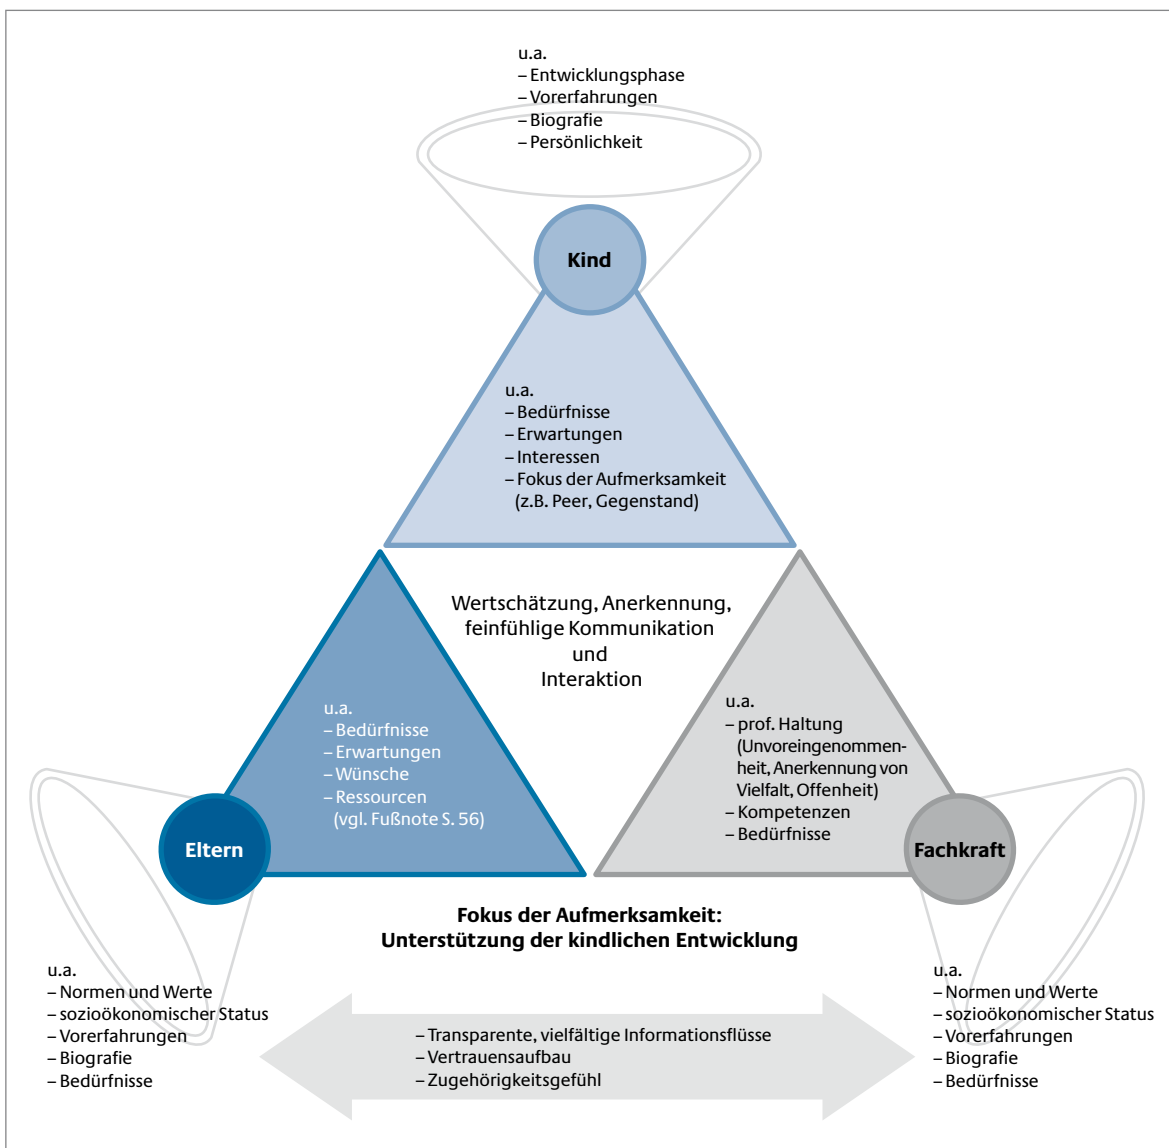 u.a.
– Entwicklungsphase
– Vorerfahrungen
– Biografie
– Persönlichkeit
Kind
u.a.
– Bedürfnisse
– Erwartungen
– Interessen
– Fokus der Aufmerksamkeit
(z.B. Peer, Gegenstand)
Wertschätzung, Anerkennung,
feinfühlige Kommunikation
und
Interaktion
u.a.
– Bedürfnisse
– Erwartungen
– Wünsche
– Ressourcen
(vgl. Fußnote S. 56)
u.a.
– prof. Haltung
(Unvoreingenommen-
heit, Anerkennung von
Vielfalt, Offenheit)
– Kompetenzen
– Bedürfnisse
Eltern
Fachkraft
Fokus der Aufmerksamkeit:
Unterstützung der kindlichen Entwicklung
u.a.
– Normen und Werte
– sozioökonomischer Status
– Vorerfahrungen
– Biografie
– Bedürfnisse
– Transparente, vielfältige Informationsflüsse
– Vertrauensaufbau
– Zugehörigkeitsgefühl
u.a.
– Normen und Werte
– sozioökonomischer Status
– Vorerfahrungen
– Biografie
– Bedürfnisse